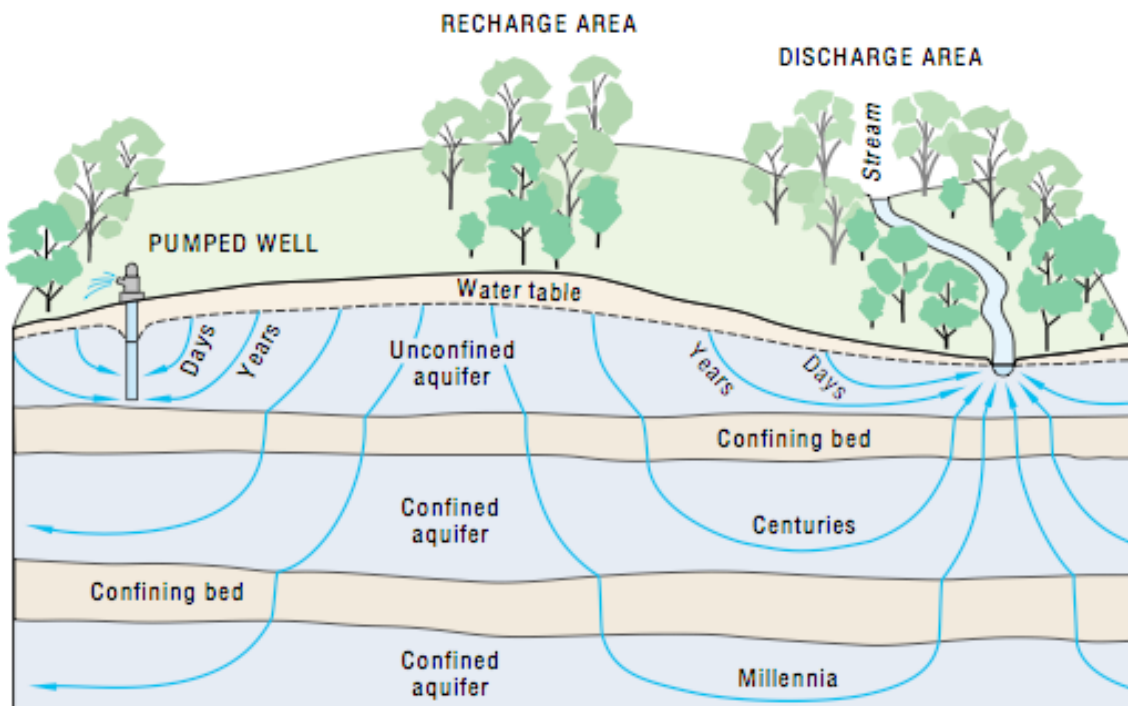 RECHARGE AREA
DISCHARGE AREA
Stream
PUMPED WELL
Water table
Days
Years
Unconfined
aquifer
Years
Days
Confining bed
Confined
aquifer
Centuries
Confining bed
Confined
aquifer
Millennia